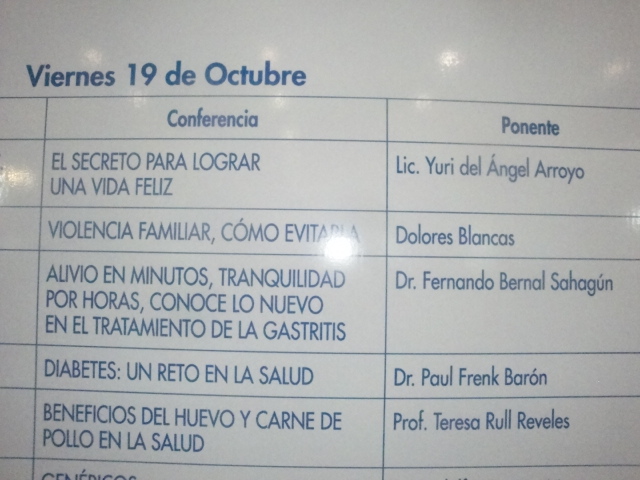 Viernes 19 de Octubre
Conferencia
Ponente
EL SECRETO PARA LOGRAR
UNA VIDA FELIZ
Lic. Yuri del Ángel Arroyo
VIOLENCIA FAMILIAR, CÓMO EVITARLA
Dolores Blancas
ALIVIO EN MINUTOS, TRANQUILIDAD
POR HORAS, CONOCE LO NUEVO
EN EL TRATAMIENTO DE LA GASTRITIS
Dr. Fernando Bernal Sahagún
DIABETES: UN RETO EN LA SALUD
Dr. Paul Frenk Barón
BENEFICIOS DEL HUEVO Y CARNE DE
POLLO EN LA SALUD
Prof. Teresa Rull Reveles
GENÉRICOS